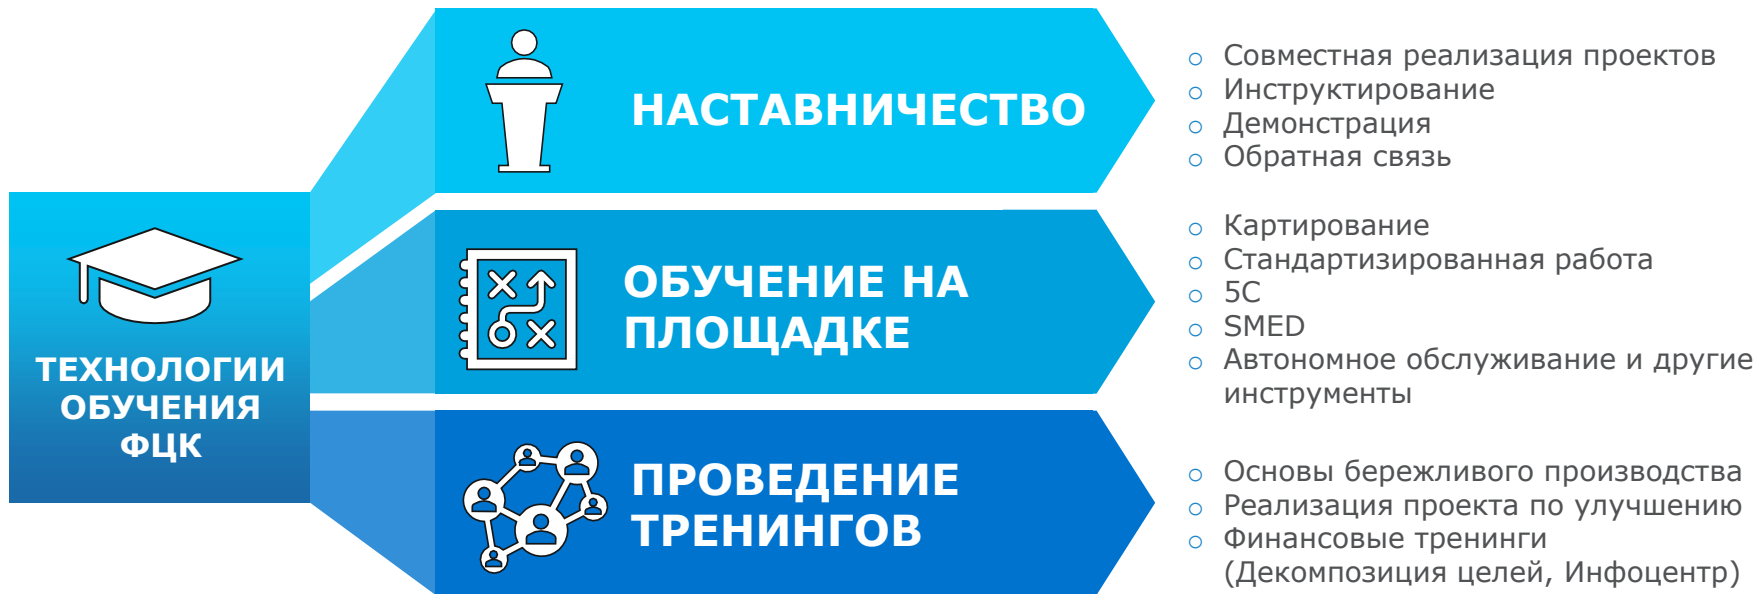 ТЕХНОЛОГИИ
ОБУЧЕНИЯ
ФЦК
НАСТАВНИЧЕСТВО
Совместная реализация проектов
Инструктирование
Демонстрация
Обратная связь
ОБУЧЕНИЕ НА
ПЛОЩАДКЕ
Картирование
Стандартизированная работа
5С
SMED
Автономное обслуживание и другие
инструменты
ПРОВЕДЕНИЕ
ТРЕНИНГОВ
Основы бережливого производства
Реализация проекта по улучшению
Финансовые тренинги
(Декомпозиция целей, Инфоцентр)